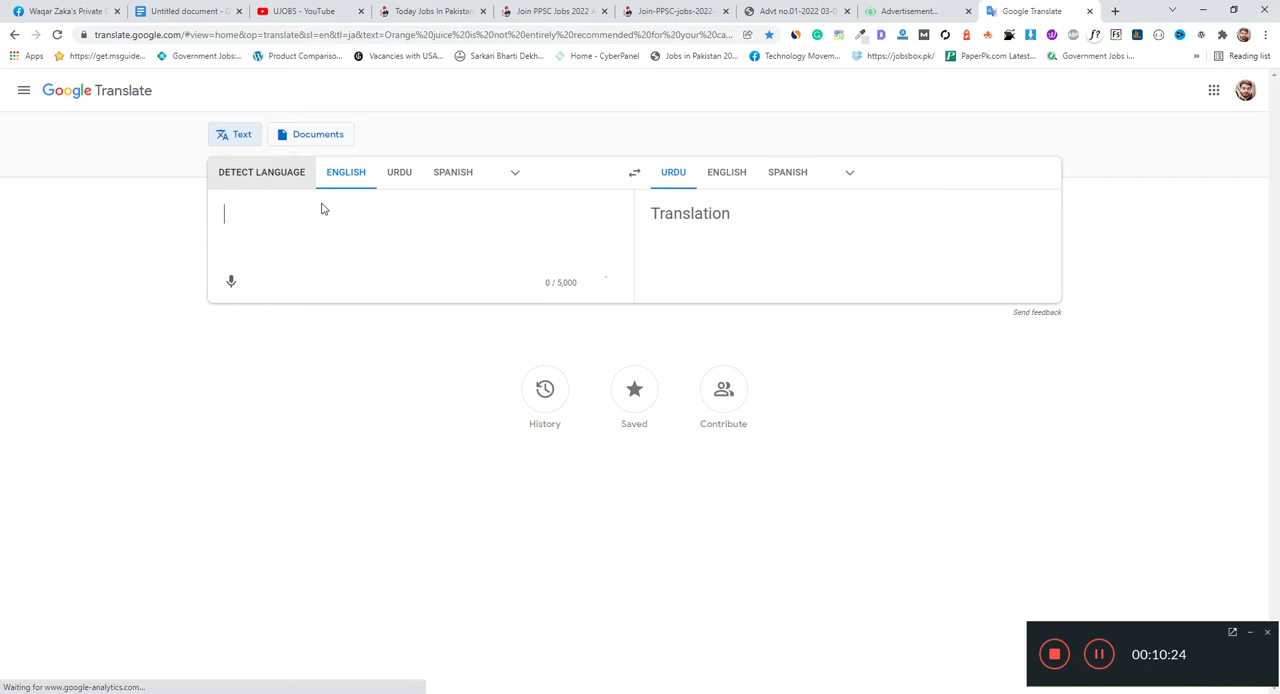 Waqar Zaka's Private G
Untitled document - G
UJOBS - YouTube
Today Jobs In Pakistan
Join PPSC Jobs 2022 A
Join-PPSC-jobs-2022-
Advt no.01-2022 03-0
Advertisement...
Google Translate
translate.google.com/#view=home&op=translate&sl=en&tl=ja&text=Orange%20juice%20is%20not%20entirely%20recommended%20for%20your%20ca...
Apps
https://get.msguide...
Government Jobs:...
Product Compariso...
Vacancies with USA...
Sarkari Bharti Dekh...
Home - CyberPanel
Jobs in Pakistan 20...
Technology Movem...
https://jobsbox.pk/
PaperPk.com Latest...
Government Jobs i...
»
Reading list
Google Translate
Text
Documents
DETECT LANGUAGE
ENGLISH
URDU
SPANISH
URDU
ENGLISH
SPANISH
Translation
0 / 5,000
Send feedback
History
Saved
Contribute
00:10:24
Waiting for www.google-analytics.com...